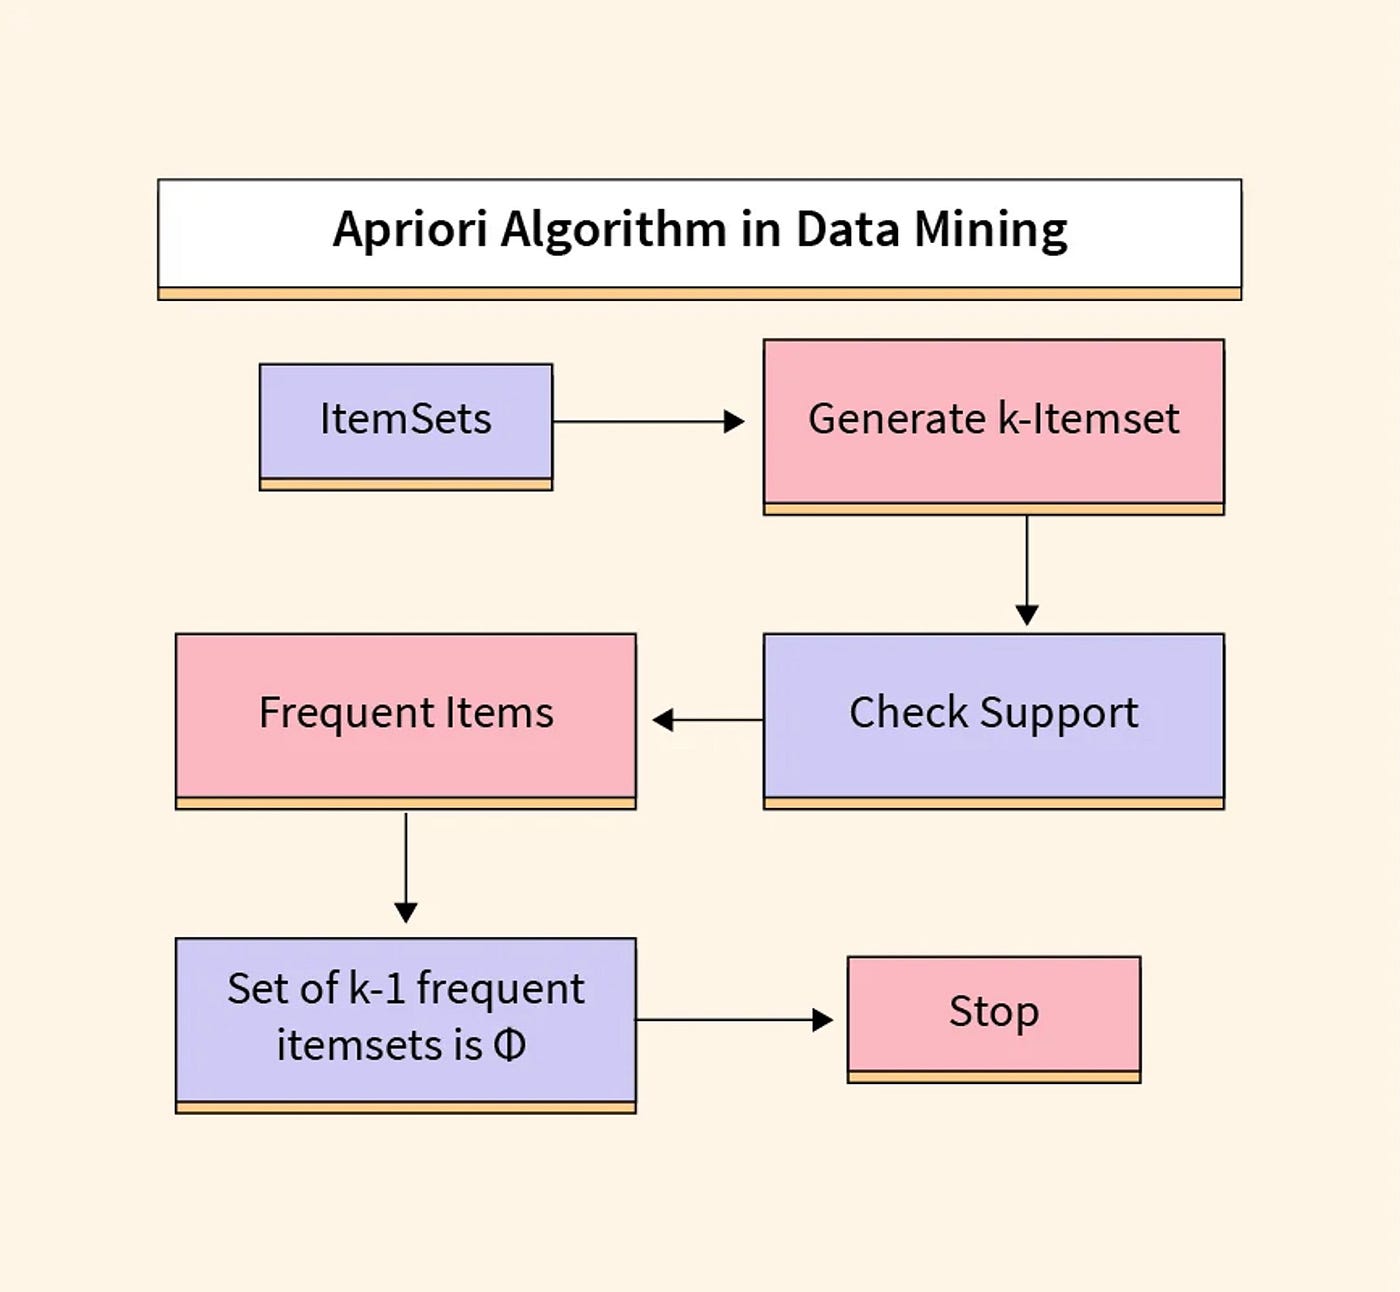 Apriori Algorithm in Data Mining
ItemSets
Generate k-Itemset
Frequent Items
Check Support
Set of k-1 frequent
itemsets is Φ
Stop